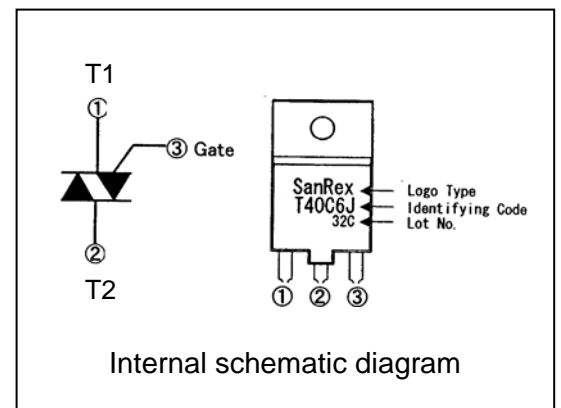 T1
①
③ Gate
②
T2
SanRex
T40C6J
32C
Logo Type
Identifying Code
Lot No.
① ② ③
Internal schematic diagram